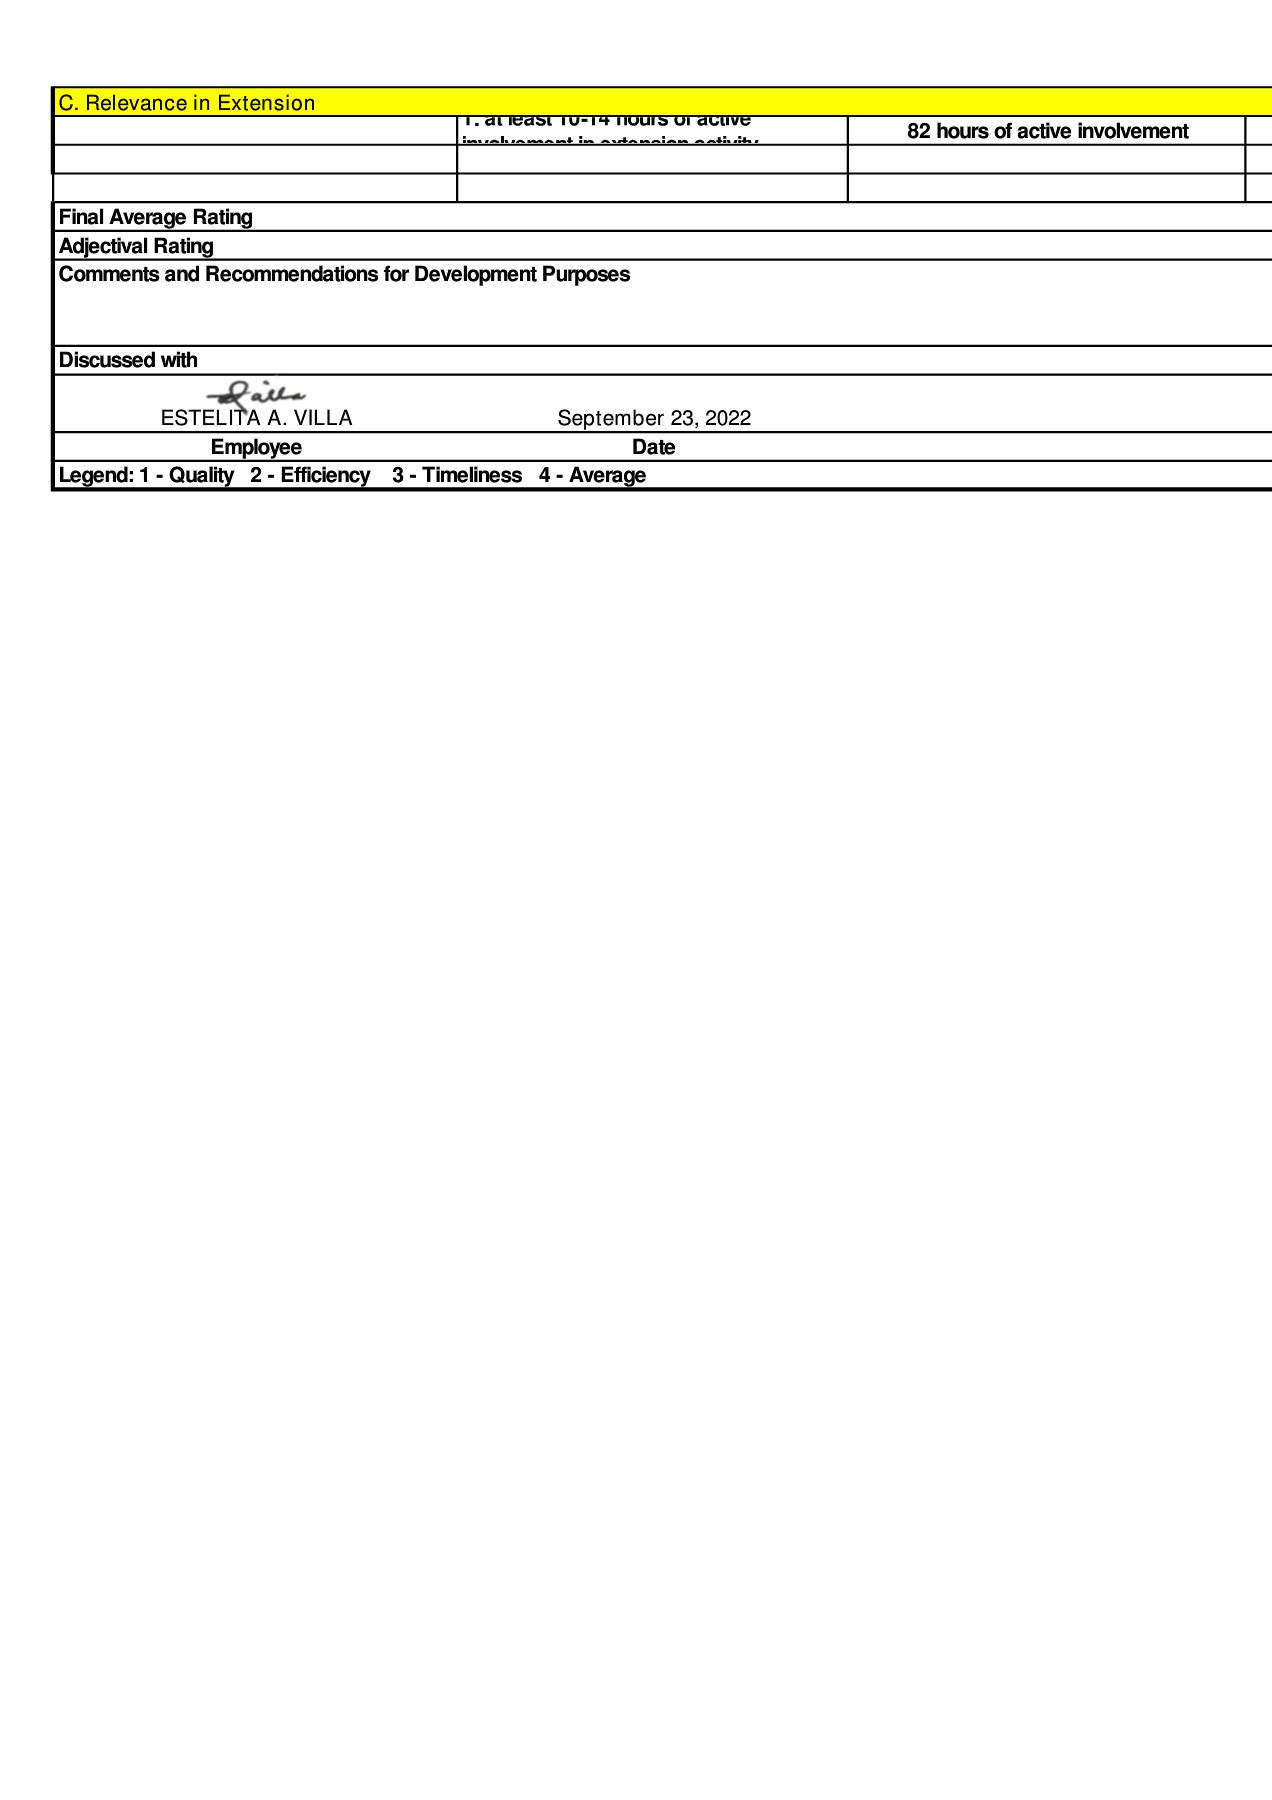 C. Relevance in Extension
1. at least 10-14 hours of active
involvement in extension activity
82 hours of active involvement
Final Average Rating
Adjectival Rating
Comments and Recommendations for Development Purposes
Discussed with
Villa
ESTELITA A. VILLA September 23, 2022
Employee Date
Legend: 1 - Quality 2 - Efficiency 3 - Timeliness 4 - Average